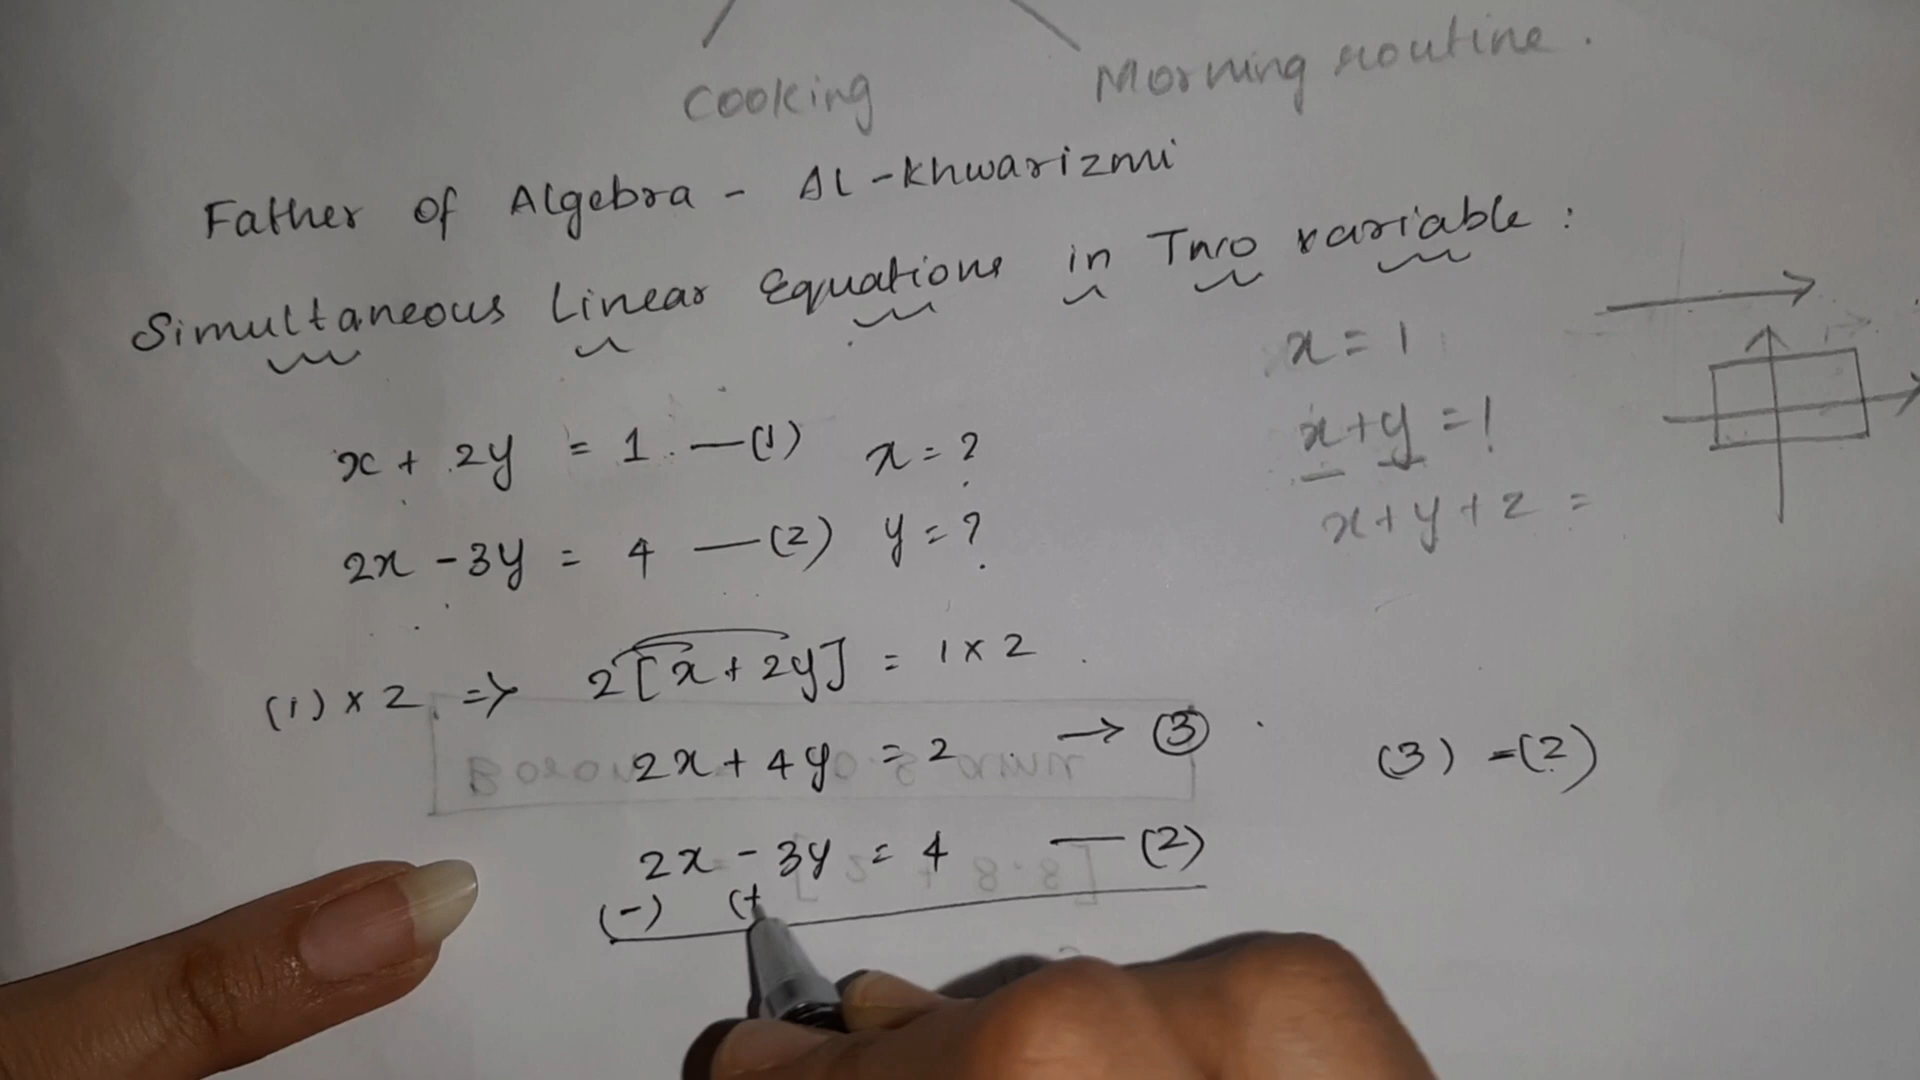 Cooking Morning routine.
Father of Algebra - Al-Khwarizmi
Simultaneous Linear Equations in Two variable :
x = 1
x + 2y = 1 —(1) x = ?
x+y = 1
2x - 3y = 4 —(2) y = ?
x+y+z =
(1) x 2 => 2[x + 2y] = 1 x 2
2x + 4y = 2 → ③
(3) -(2)
2x - 3y = 4 —(2)
(-) (+